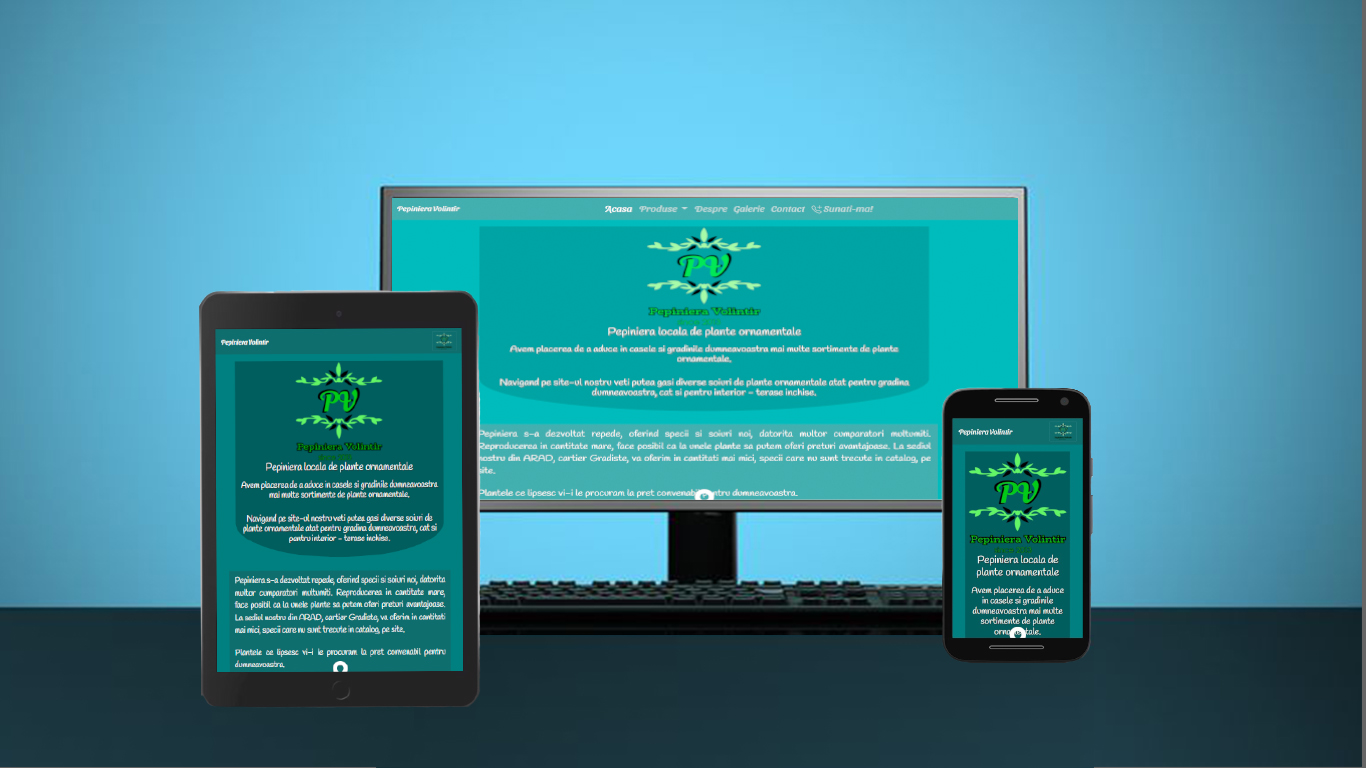 Pepiniera Volintir
Acasa Produse Despre Galerie Contact Sunati-ma!
PV
Pepiniera Volintir
Pepiniera locala de plante ornamentale
Avem placerea de a aduce in casele si gradinile dumneavoastra mai multe sortimente de plante
ornamentale.
Navigand pe site-ul nostru veti putea gasi diverse soiuri de plante ornamentale atat pentru gradina
dumneavoastra, cat si pentru interior - terase inchise.
Pepiniera s-a dezvoltat repede, oferind specii si soiuri noi, datorita multor cumparatori multumiti.
Reproducerea in cantitate mare, face posibil ca la unele plante sa putem oferi preturi avantajoase. La sediul
nostru din ARAD, cartier Gradiste, va oferim in cantitati mai mici, specii care nu sunt trecute in catalog, pe
site.
Plantele ce lipsesc vi-i le procuram la pret convenabil pentru dumneavoastra.
Pepiniera Volintir
PV
Pepiniera Volintir
Pepiniera locala de plante ornamentale
Avem placerea de a aduce in casele si gradinile dumneavoastra
mai multe sortimente de plante ornamentale.
Navigand pe site-ul nostru veti putea gasi diverse soiuri de
plante ornamentale atat pentru gradina dumneavoastra, cat si
pentru interior - terase inchise.
Pepiniera s-a dezvoltat repede, oferind specii si soiuri noi, datorita
multor cumparatori multumiti. Reproducerea in cantitate mare,
face posibil ca la unele plante sa putem oferi preturi avantajoase.
La sediul nostru din ARAD, cartier Gradiste, va oferim in cantitati
mai mici, specii care nu sunt trecute in catalog, pe site.
Plantele ce lipsesc vi-i le procuram la pret convenabil pentru
dumneavoastra.
Pepiniera Volintir
PV
Pepiniera Volintir
Pepiniera locala de
plante ornamentale
Avem placerea de a aduce
in casele si gradinile
dumneavoastra mai multe
sortimente de plante
ornamentale.